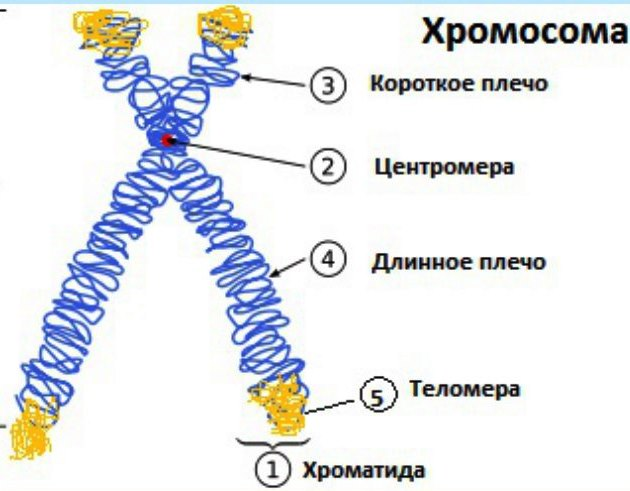 Хромосома
3 Короткое плечо
2 Центромера
4 Длинное плечо
5 Теломера
1 Хроматида